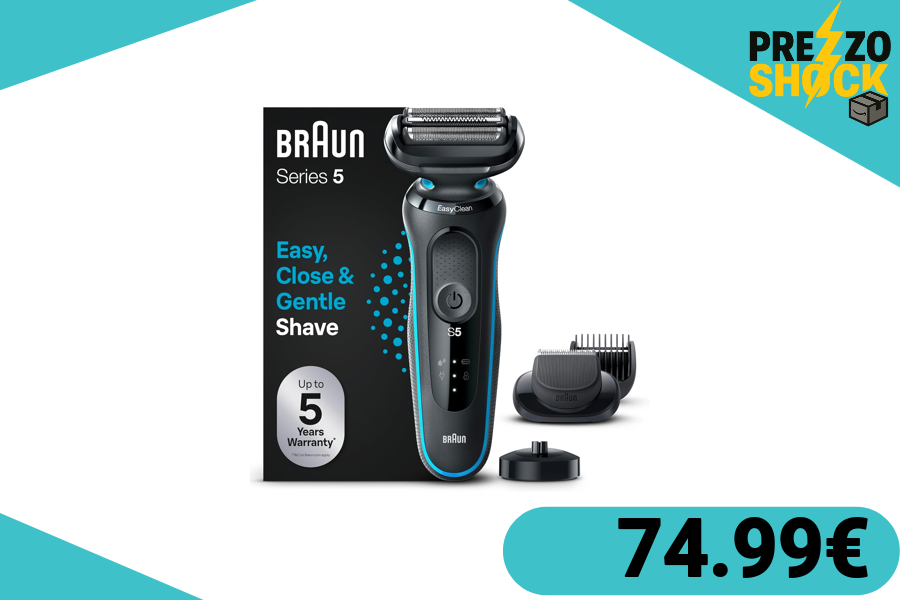 PREZZO
SHOCK
BRAUN
Series 5
EasyClean
Easy,
Close &
Gentle
Shave
S5
Up to
5
Years
Warranty*
BRAUN
BRAUN
74.99€